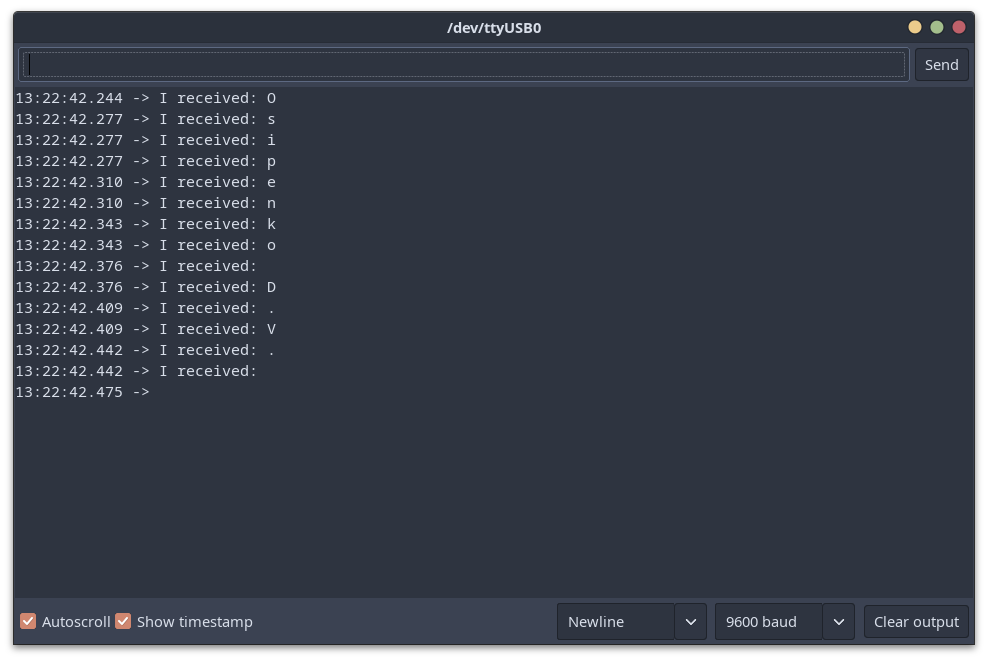 /dev/ttyUSB0
Send
13:22:42.244 -> I received: O
13:22:42.277 -> I received: s
13:22:42.277 -> I received: i
13:22:42.277 -> I received: p
13:22:42.310 -> I received: e
13:22:42.310 -> I received: n
13:22:42.343 -> I received: k
13:22:42.343 -> I received: o
13:22:42.376 -> I received:
13:22:42.376 -> I received: D
13:22:42.409 -> I received: .
13:22:42.409 -> I received: V
13:22:42.442 -> I received: .
13:22:42.442 -> I received:
13:22:42.475 ->
Autoscroll Show timestamp Newline 9600 baud Clear output